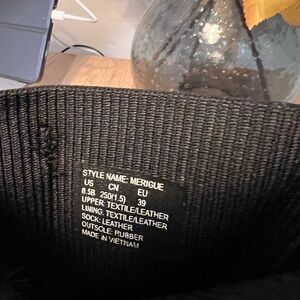 STYLE NAME: MERIGUE
US CN EU
8.5B 250(1.5) 39
UPPER: TEXTILE/LEATHER
LINING: TEXTILE/LEATHER
SOCK: LEATHER
OUTSOLE: RUBBER
MADE IN VIETNAM